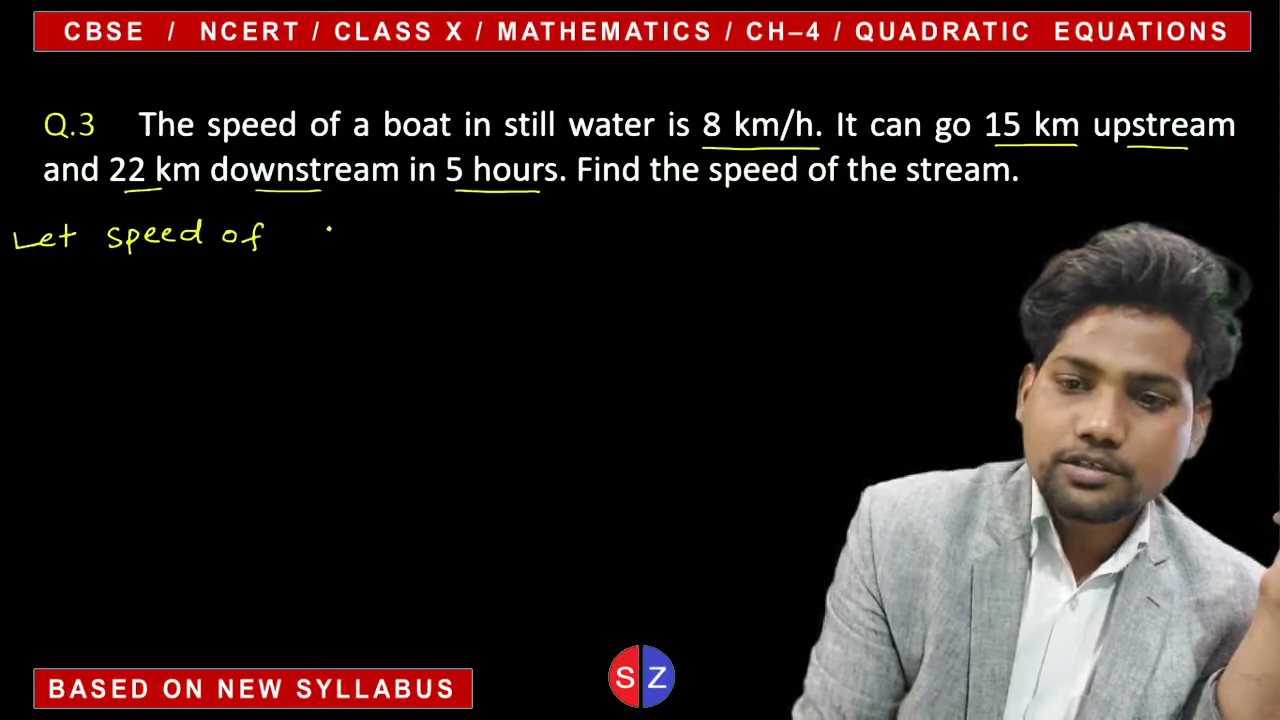 CBSE / NCERT / CLASS X / MATHEMATICS / CH–4 / QUADRATIC EQUATIONS
Q.3 The speed of a boat in still water is 8 km/h. It can go 15 km upstream
and 22 km downstream in 5 hours. Find the speed of the stream.
Let speed of
BASED ON NEW SYLLABUS
S Z